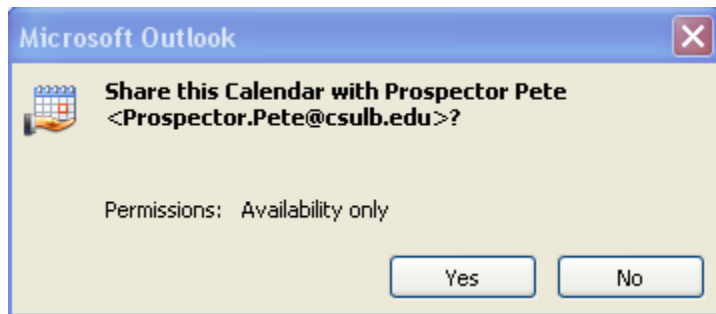 Microsoft Outlook
Share this Calendar with Prospector Pete
<Prospector.Pete@csulb.edu>?
Permissions: Availability only
Yes No